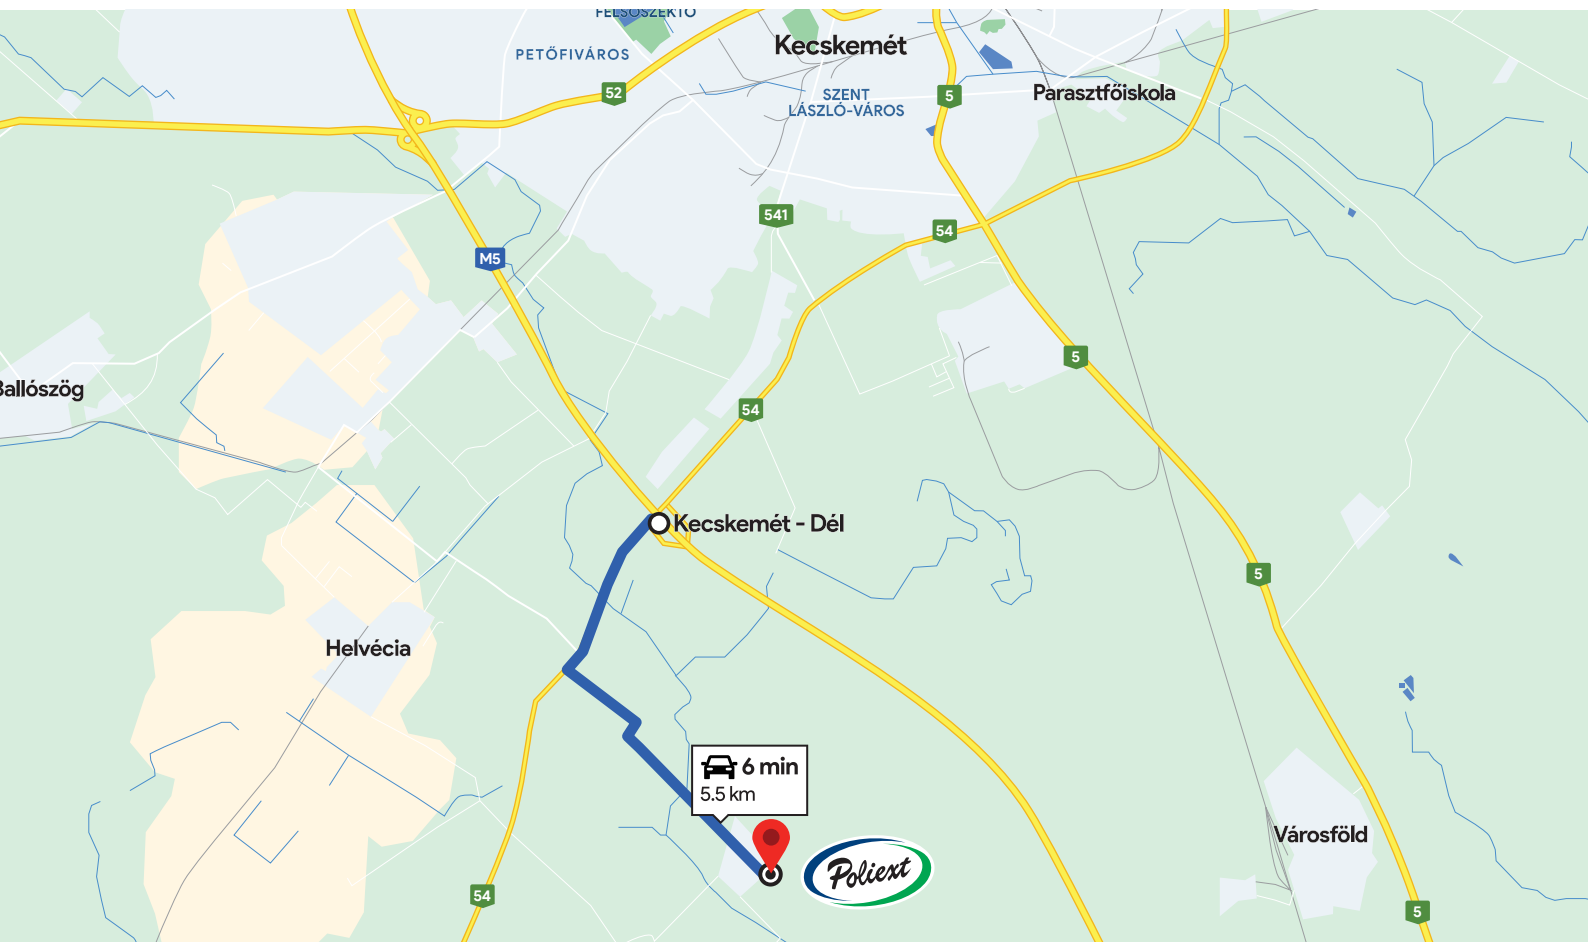 FELSŐSZÉKTÓ
Kecskemét
PETŐFIVÁROS
52
5
SZENT
LÁSZLÓ-VÁROS
Parasztfőiskola
541
54
M5
5
Ballószög
54
Kecskemét - Dél
5
Helvécia
6 min
5.5 km
Városföld
Poliext
54
5